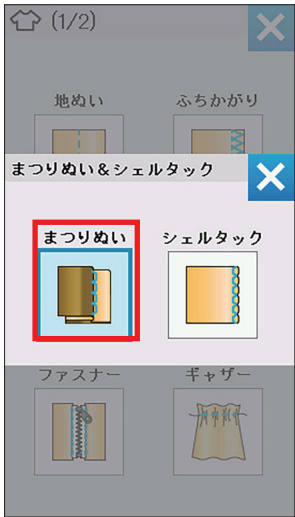 (1/2)
地ぬい ふちかがり
まつりぬい&シェルタック
まつりぬい シェルタック
ファスナー ギャザー